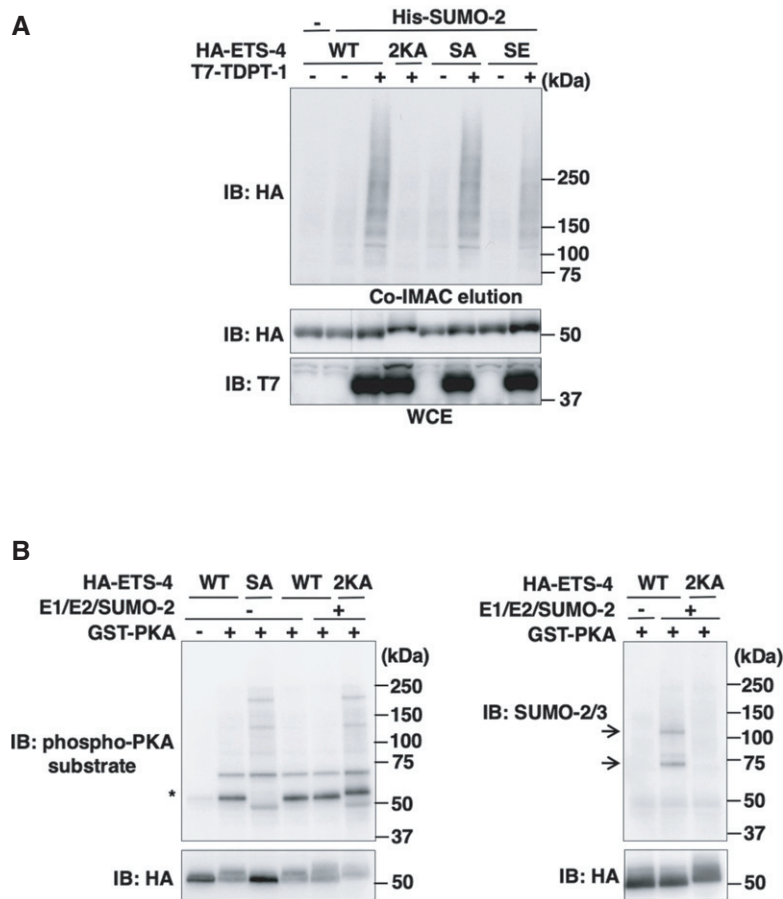 A
- His-SUMO-2
HA-ETS-4 WT 2KA SA SE
T7-TDPT-1 - - + + - + - + (kDa)
IB: HA
250
150
100
75
Co-IMAC elution
IB: HA 50
IB: T7
37
WCE
B
HA-ETS-4 WT SA WT 2KA
E1/E2/SUMO-2 - +
GST-PKA - + + + + +
(kDa)
250
150
IB: phospho-PKA 100
substrate 75
* 50
37
IB: HA 50
HA-ETS-4 WT 2KA
E1/E2/SUMO-2 - +
GST-PKA + + +
(kDa)
250
IB: SUMO-2/3 150
100
75
50
37
IB: HA 50